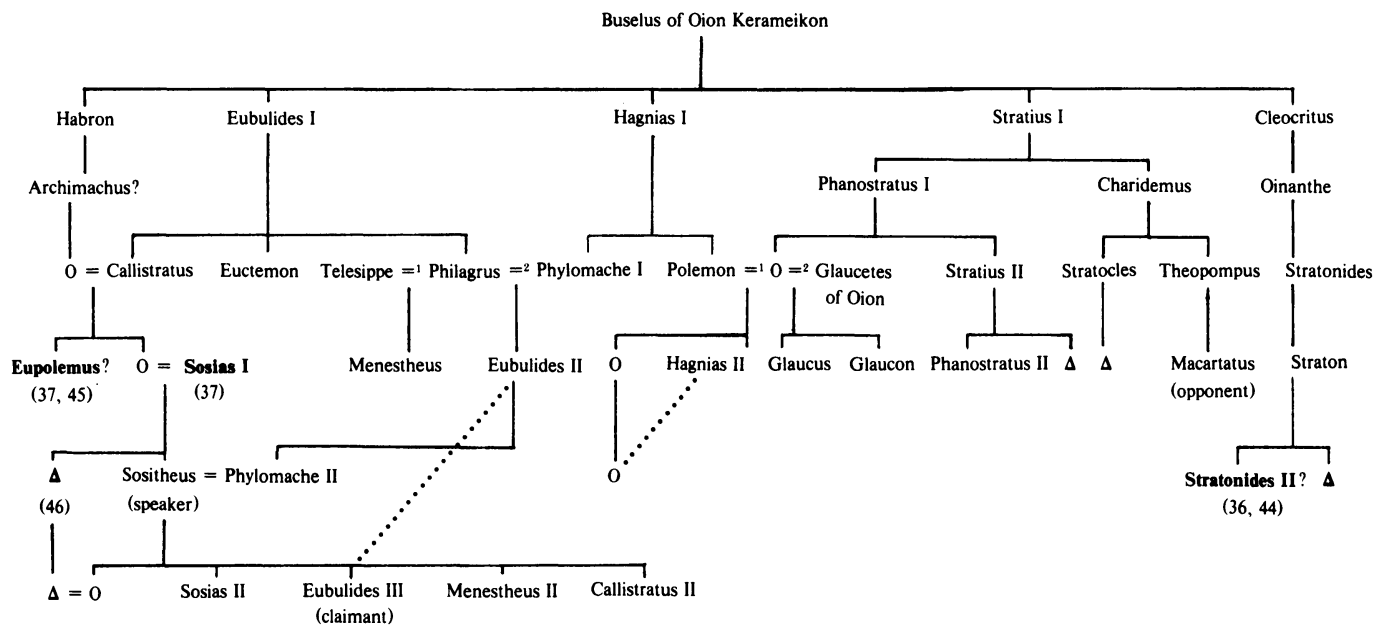 Buselus of Oion Kerameikon
Habron Eubulides I Hagnias I Stratius I Cleocritus
Archimachus? Phanostratus I Charidemus Oinanthe
O = Callistratus Euctemon Telesippe =¹ Philagrus =² Phylomache I Polemon =¹ O =² Glaucetes Stratius II Stratocles Theopompus Stratonides
of Oion
Eupolemus? O = Sosias I Menestheus Eubulides II O Hagnias II Glaucus Glaucon Phanostratus II Δ Δ Macartatus Straton
(37, 45) (37) (opponent)
Δ Sositheus = Phylomache II O Stratonides II? Δ
(46) (speaker) (36, 44)
Δ = O Sosias II Eubulides III Menestheus II Callistratus II
(claimant)